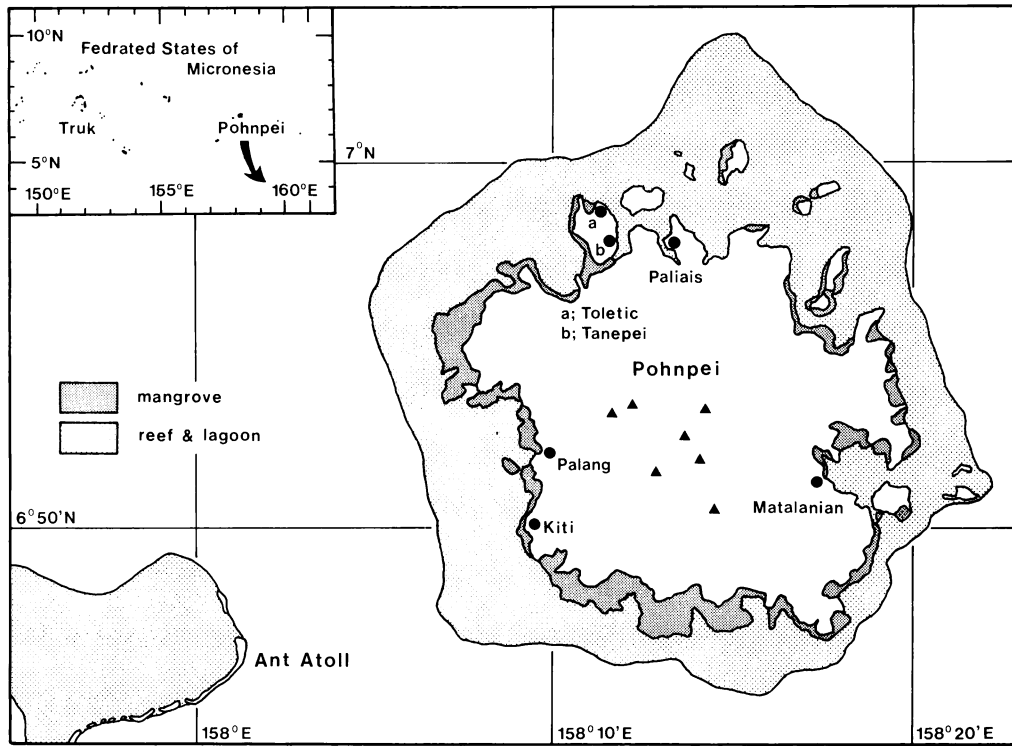 10°N
Fedrated States of
Micronesia
Truk
Pohnpei
5°N
150°E
155°E
160°E
7°N
a
b
Paliais
a; Toletic
b; Tanepei
Pohnpei
mangrove
reef & lagoon
Palang
Matalanian
6°50'N
Kiti
Ant Atoll
158°E
158°10'E
158°20'E